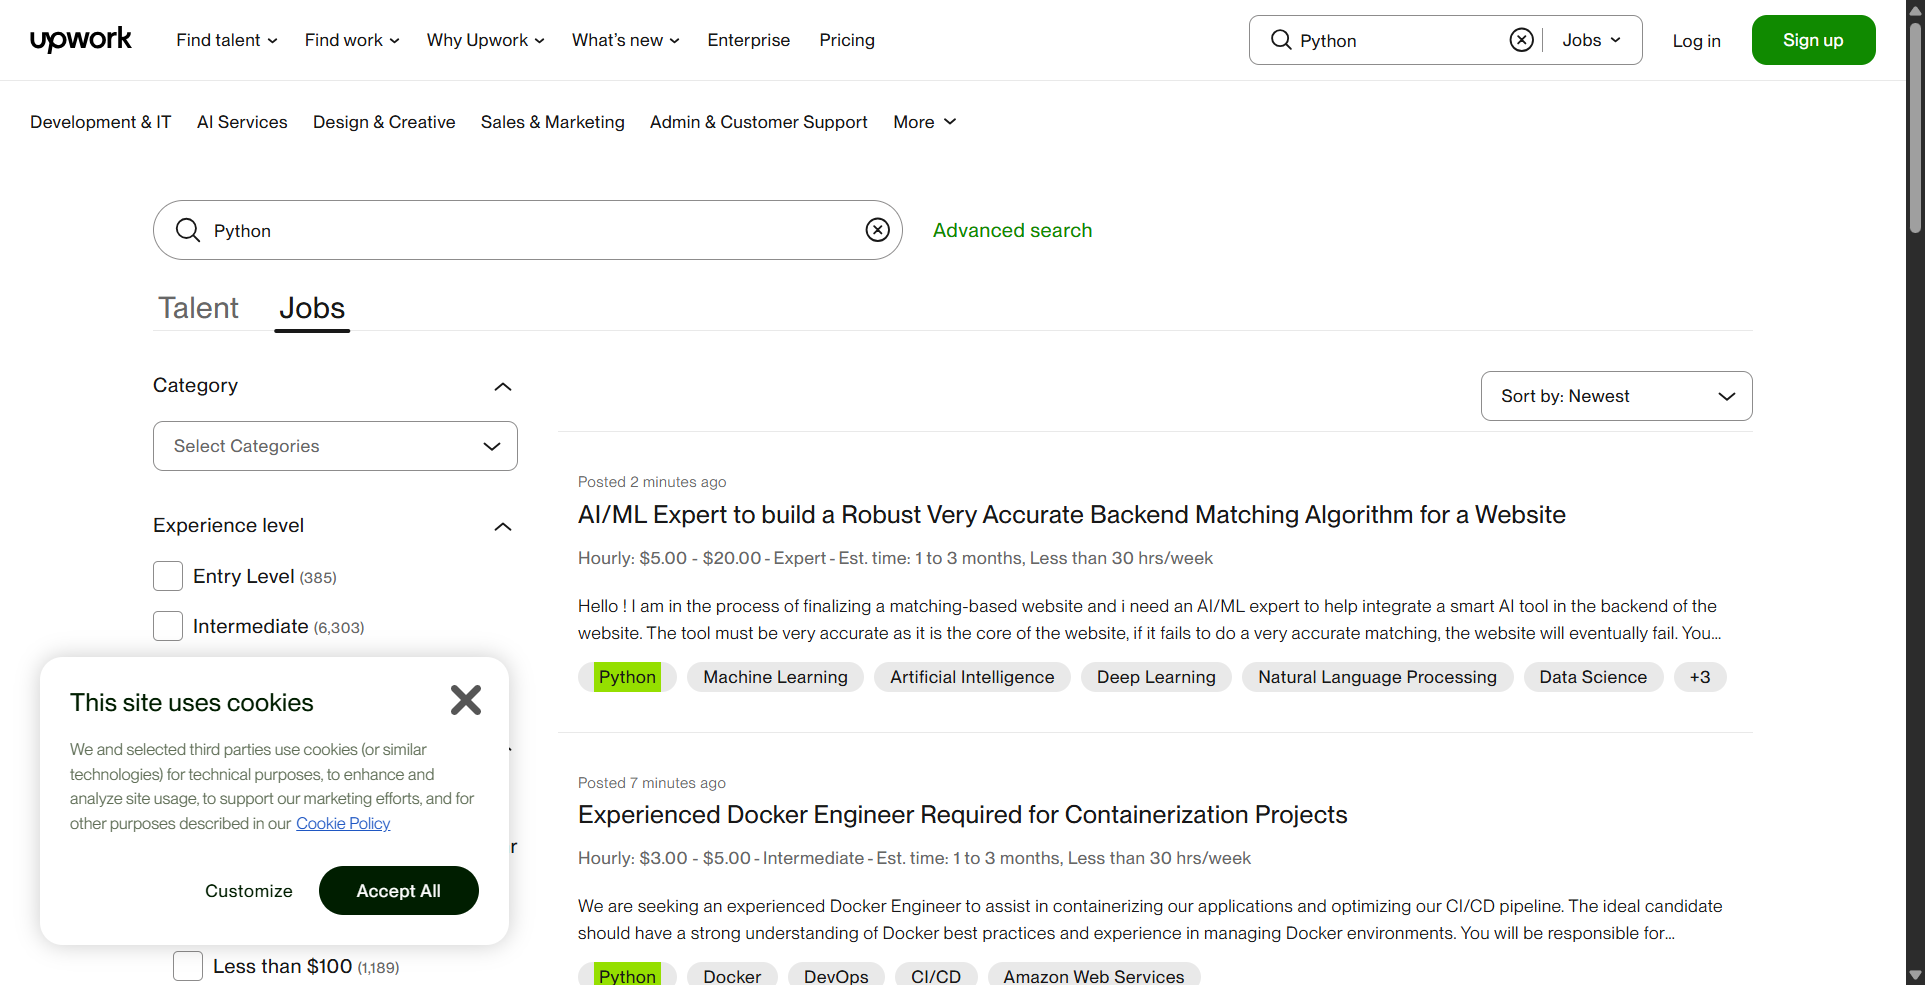 upwork Find talent Find work Why Upwork What's new Enterprise Pricing Python Jobs Log in Sign up
Development & IT AI Services Design & Creative Sales & Marketing Admin & Customer Support More
Python Advanced search
Talent Jobs
Category
Select Categories
Experience level
Entry Level (385)
Intermediate (6,303)
Sort by: Newest
Posted 2 minutes ago
AI/ML Expert to build a Robust Very Accurate Backend Matching Algorithm for a Website
Hourly: $5.00 - $20.00 - Expert - Est. time: 1 to 3 months, Less than 30 hrs/week
Hello ! I am in the process of finalizing a matching-based website and i need an AI/ML expert to help integrate a smart AI tool in the backend of the
website. The tool must be very accurate as it is the core of the website, if it fails to do a very accurate matching, the website will eventually fail. You...
Python Machine Learning Artificial Intelligence Deep Learning Natural Language Processing Data Science +3
Posted 7 minutes ago
Experienced Docker Engineer Required for Containerization Projects
Hourly: $3.00 - $5.00 - Intermediate - Est. time: 1 to 3 months, Less than 30 hrs/week
We are seeking an experienced Docker Engineer to assist in containerizing our applications and optimizing our CI/CD pipeline. The ideal candidate
should have a strong understanding of Docker best practices and experience in managing Docker environments. You will be responsible for...
Python Docker DevOps CI/CD Amazon Web Services
This site uses cookies
We and selected third parties use cookies (or similar
technologies) for technical purposes, to enhance and
analyze site usage, to support our marketing efforts, and for
other purposes described in our Cookie Policy
r
Customize Accept All
Less than $100 (1,189)